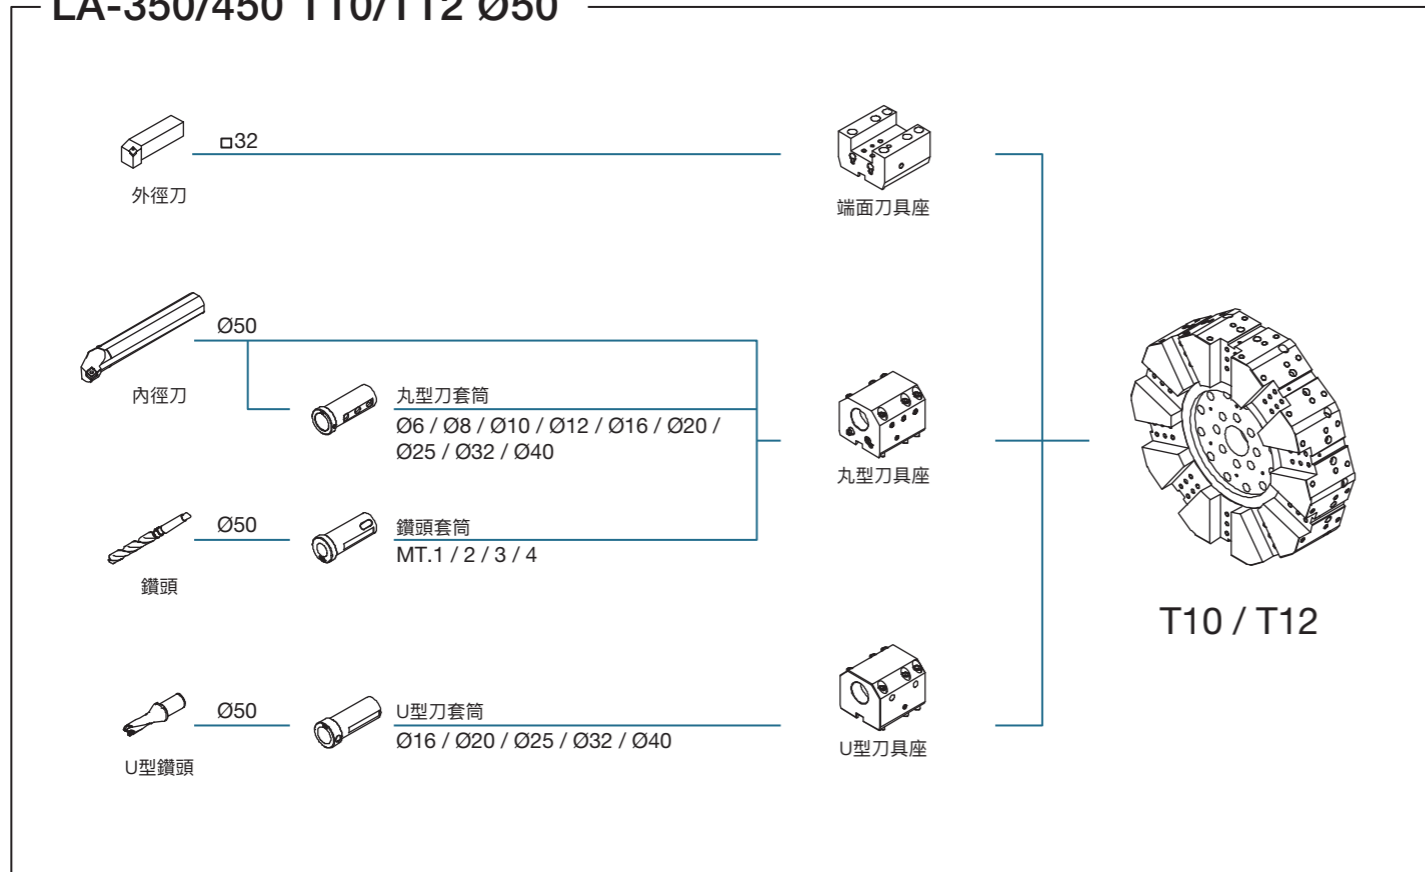 LA-350/450 T10/T12 Ø50
□32
外徑刀
端面刀具座
Ø50
內徑刀
丸型刀套筒
Ø6 / Ø8 / Ø10 / Ø12 / Ø16 / Ø20 /
Ø25 / Ø32 / Ø40
丸型刀具座
Ø50
鑽頭套筒
MT.1 / 2 / 3 / 4
鑽頭
T10 / T12
Ø50
U型刀套筒
Ø16 / Ø20 / Ø25 / Ø32 / Ø40
U型鑽頭
U型刀具座